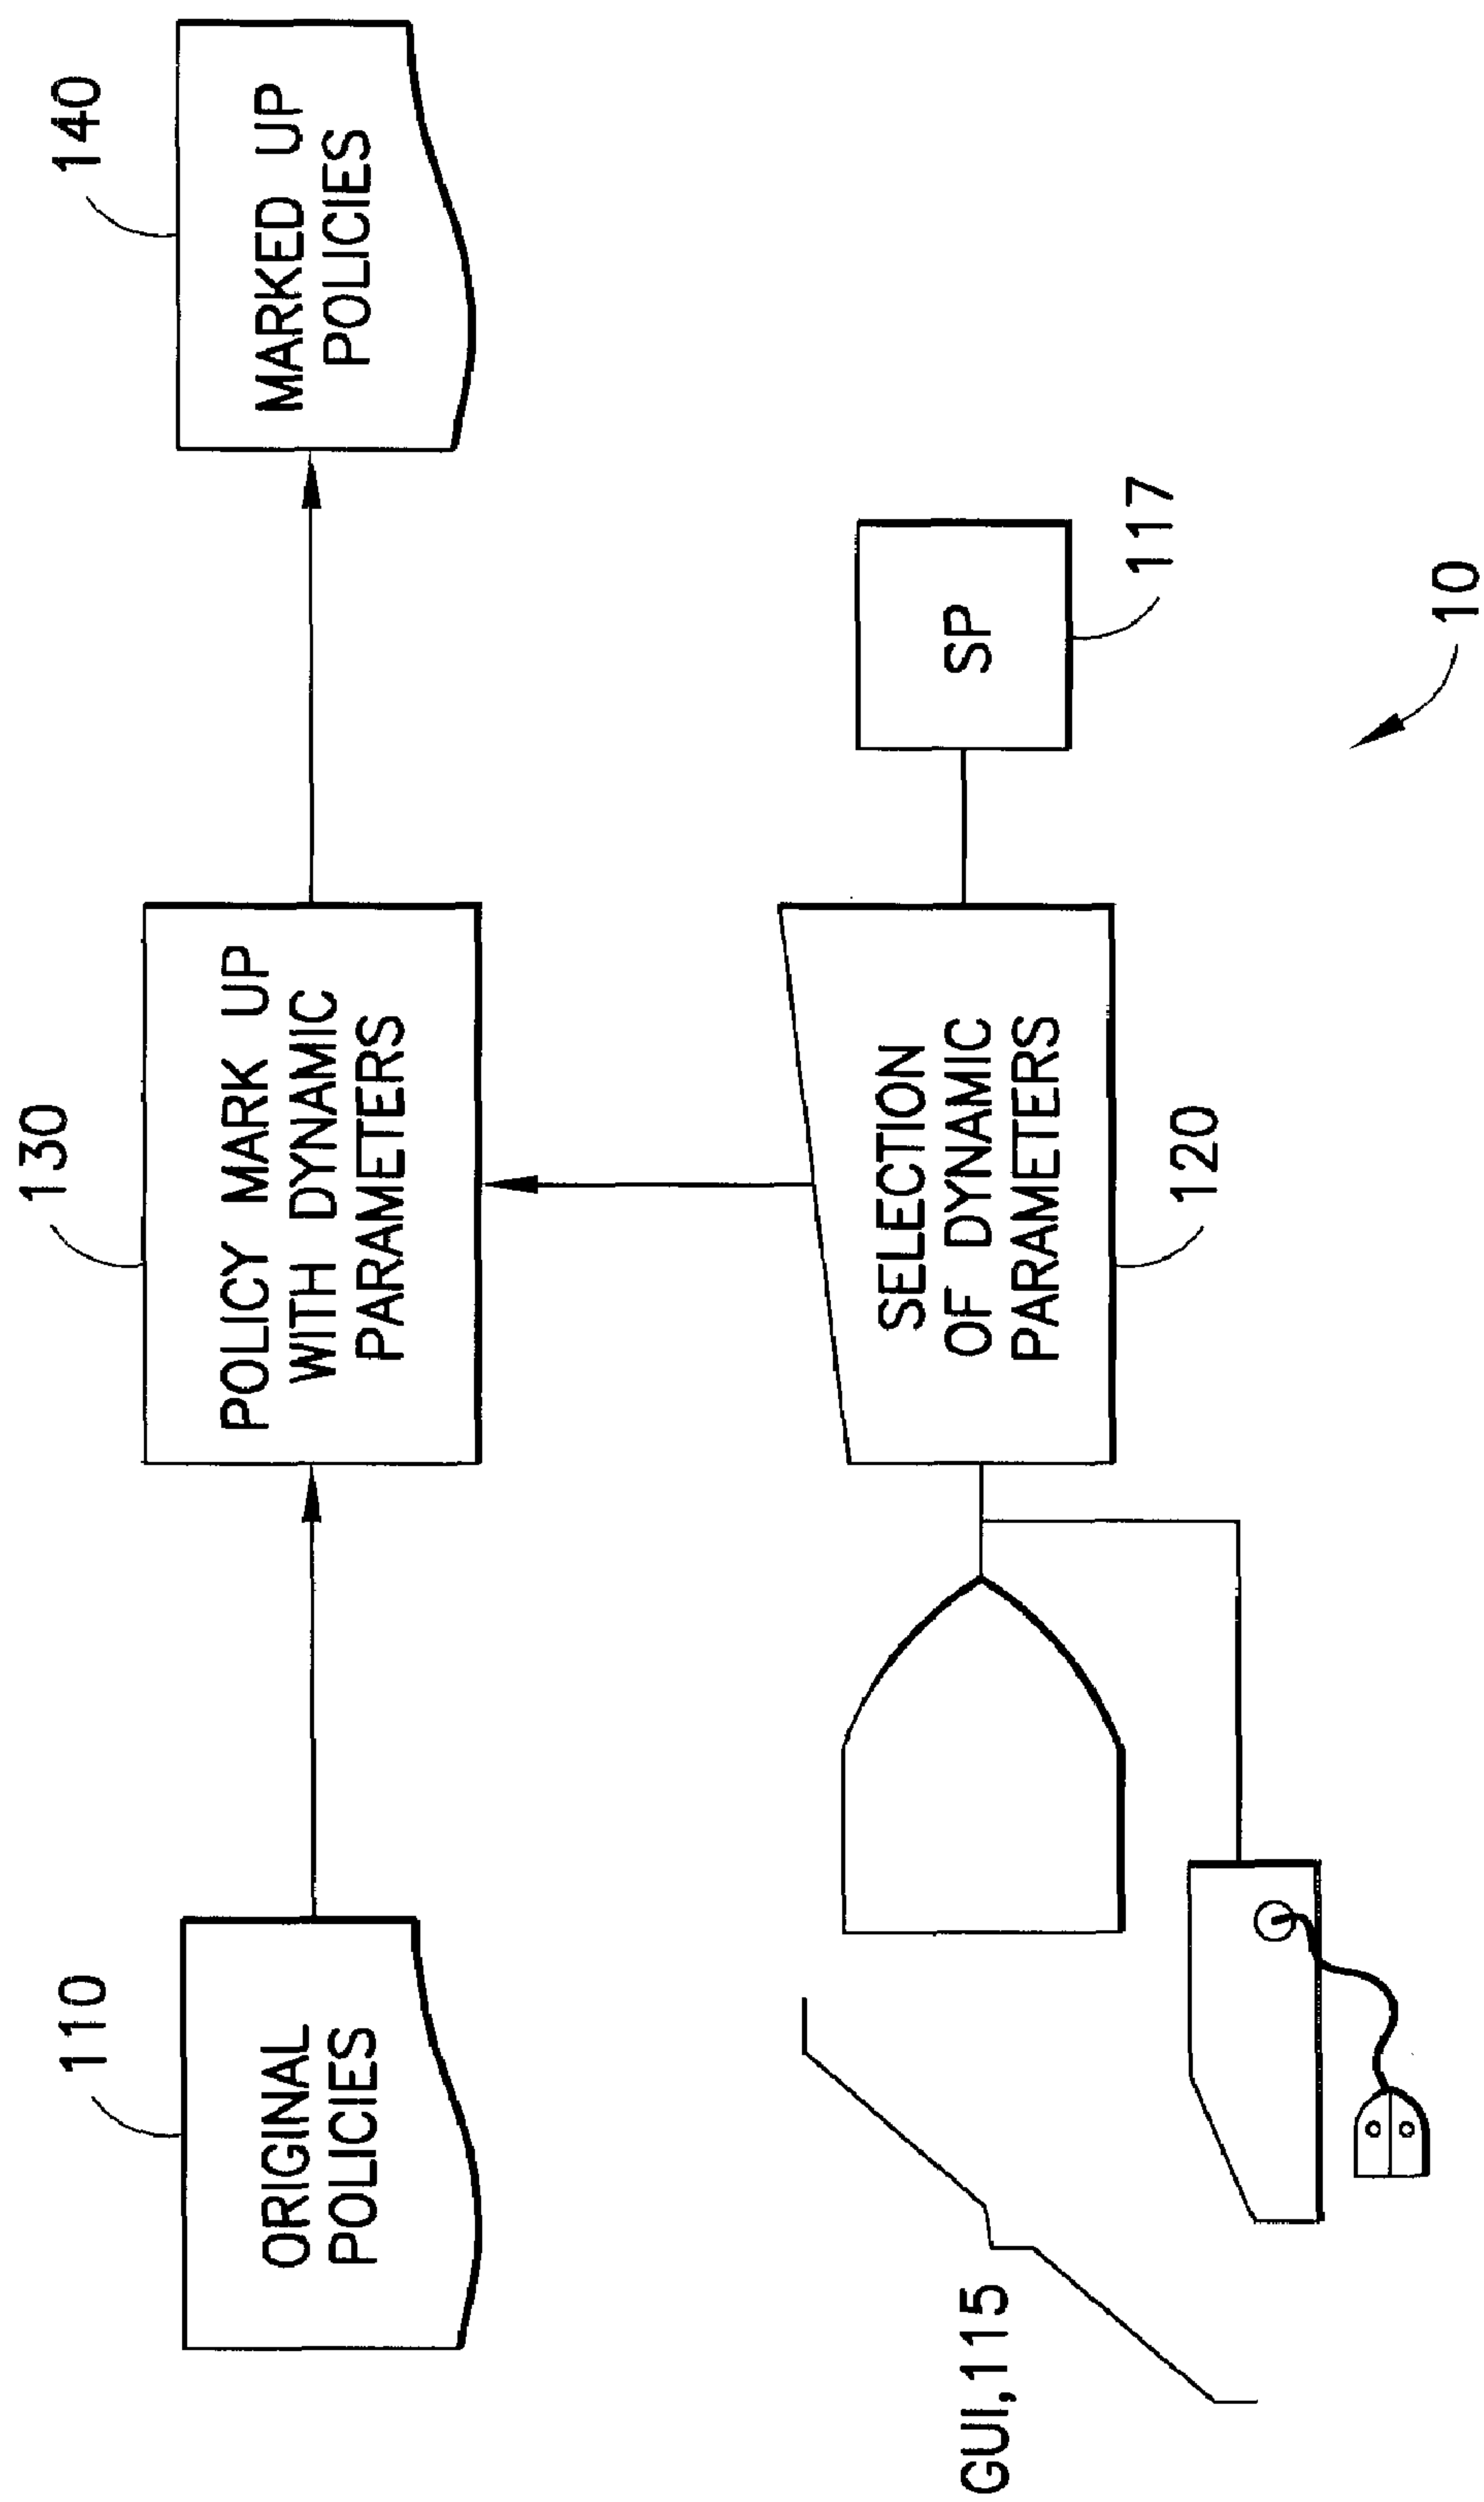 110
ORIGINAL
POLICIES
130
POLICY MARK UP
WITH DYNAMIC
PARAMETERS
140
MARKED UP
POLICIES
GUI,115
SELECTION
OF DYNAMIC
PARAMETERS
120
SP
117
10